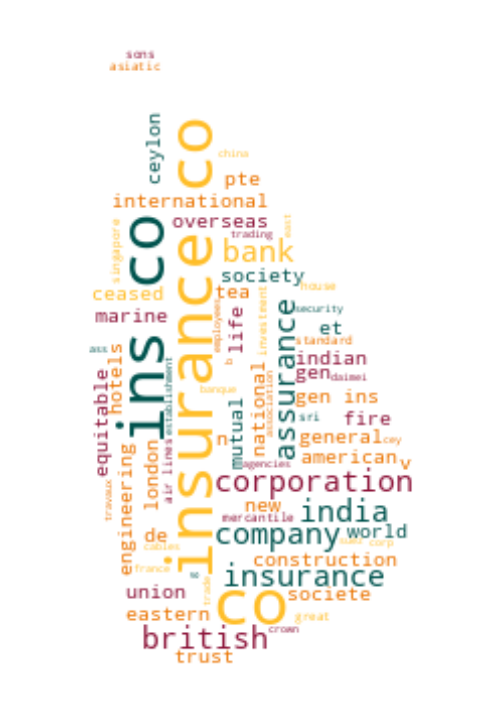 sons
asiatic
ceylon
insurance co
china
pte
international
ins co
overseas
trading
east
singapore
bank
society
ceased
tea
house
investment
marine
employees
life
assurance
security
et
standard
ass
hotels
establishment
b
indian
gen
daimei
equitable
banque
national
association
gen ins
mutual
sri
fire
n
general
cey
london
air lines
engineering
agencies
american
v
travaux
corporation
new
mercantile
india
de
cables
company
world
corp
construction
france
insurance
trade
union
co
societe
eastern
great
british
crown
trust